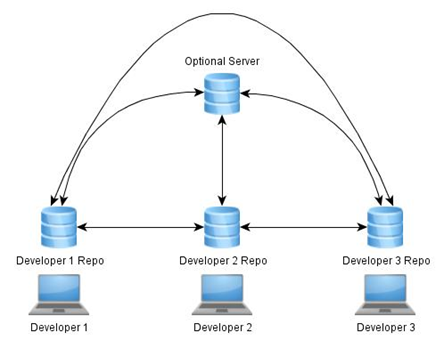 Optional Server
Developer 1 Repo
Developer 2 Repo
Developer 3 Repo
Developer 1
Developer 2
Developer 3